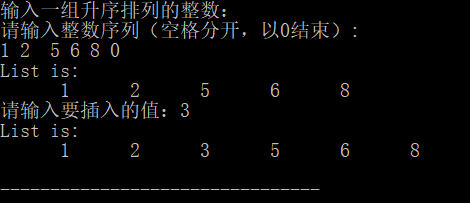 输入一组升序排列的整数：
请输入整数序列（空格分开，以0结束）：
1 2  5 6 8 0
List is:
      1      2      5      6      8
请输入要插入的值：3
List is:
      1      2      3      5      6      8
--------------------------------